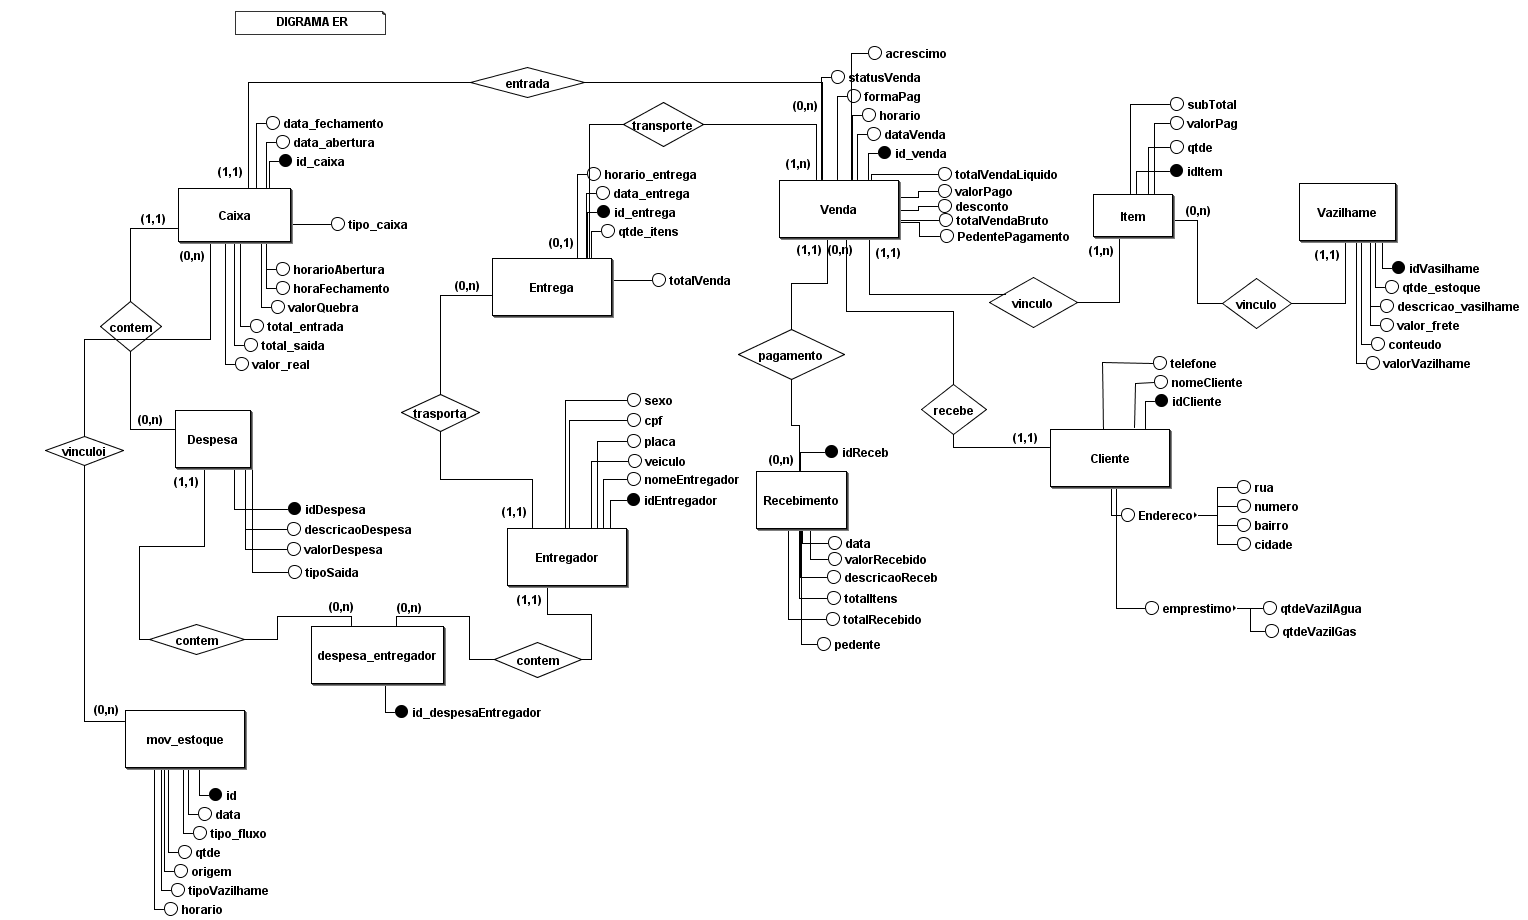 DIGRAMA ER
acrescimo
entrada
statusVenda
formaPag
(0,n)
horario
transporte
dataVenda
id_venda
(1,n)
totalVendaLiquido
valorPago
desconto
totalVendaBruto
PedentePagamento
Venda
(1,1)
(0,n)
(1,1)
data_fechamento
data_abertura
id_caixa
(1,1)
Caixa
tipo_caixa
(1,1)
(0,n)
horarioAbertura
horaFechamento
valorQuebra
total_entrada
total_saida
valor_real
contem
horario_entrega
data_entrega
id_entrega
qtde_itens
(0,1)
Entrega
totalVenda
(0,n)
subTotal
valorPag
qtde
idItem
Item
(0,n)
(1,n)
vinculo
vinculo
Vazilhame
(1,1)
idVasilhame
qtde_estoque
descricao_vasilhame
valor_frete
conteudo
valorVazilhame
pagamento
recebe
trasporta
telefone
nomeCliente
idCliente
(1,1)
Cliente
Endereco
rua
numero
bairro
cidade
emprestimo
qtdeVazilAgua
qtdeVazilGas
(0,n)
Despesa
vinculoi
(1,1)
idDespesa
descricaoDespesa
valorDespesa
tipoSaida
sexo
cpf
placa
veiculo
nomeEntregador
idEntregador
(1,1)
Entregador
(1,1)
idReceb
(0,n)
Recebimento
data
valorRecebido
descricaoReceb
totalItens
totalRecebido
pedente
contem
(0,n)
(0,n)
despesa_entregador
contem
id_despesaEntregador
(0,n)
mov_estoque
id
data
tipo_fluxo
qtde
origem
tipoVazilhame
horario